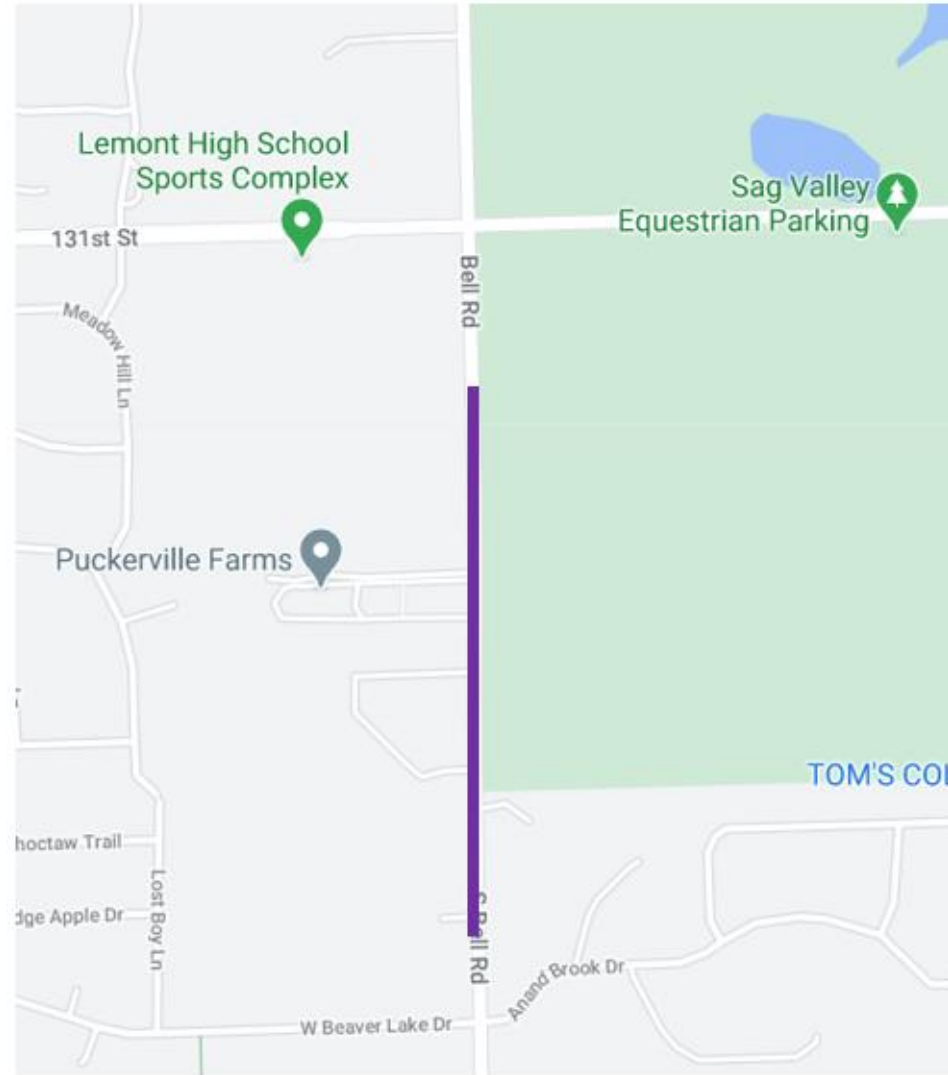 Lemont High School
Sports Complex
Sag Valley
Equestrian Parking
131st St
Bell Rd
Meadow Hill Ln
Puckerville Farms
TOM'S COI
hoctaw Trail
dge Apple Dr
Lost Boy Ln
S Bell Rd
Anand Brook Dr
W Beaver Lake Dr